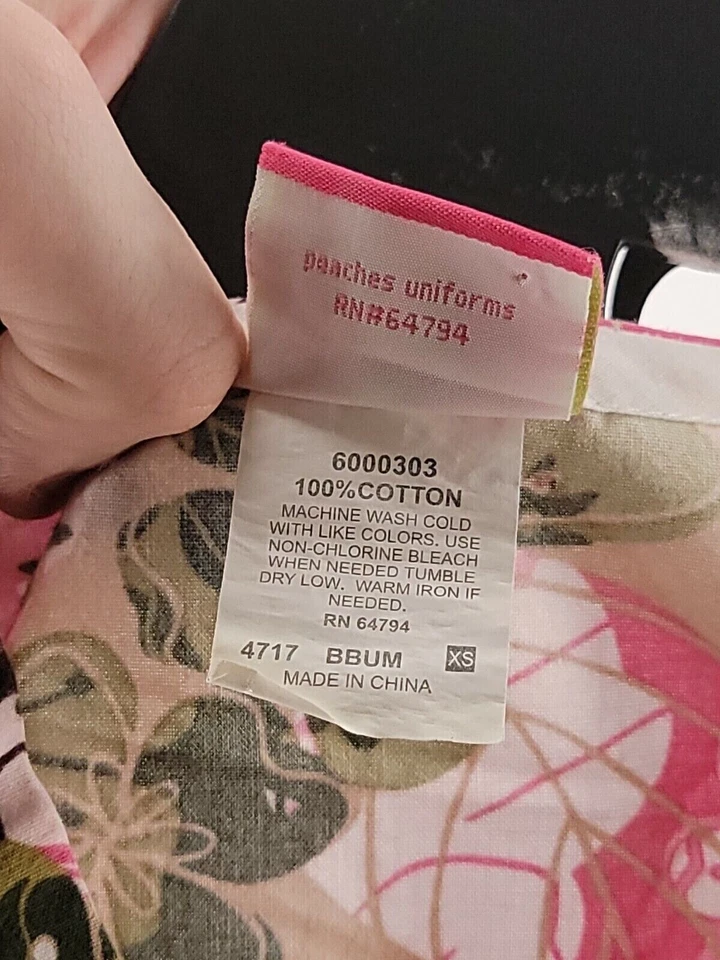 peaches uniforms
RN#64794
6000303
100%COTTON
MACHINE WASH COLD
WITH LIKE COLORS. USE
NON-CHLORINE BLEACH
WHEN NEEDED TUMBLE
DRY LOW. WARM IRON IF
NEEDED.
RN 64794
4717 BBUM XS
MADE IN CHINA